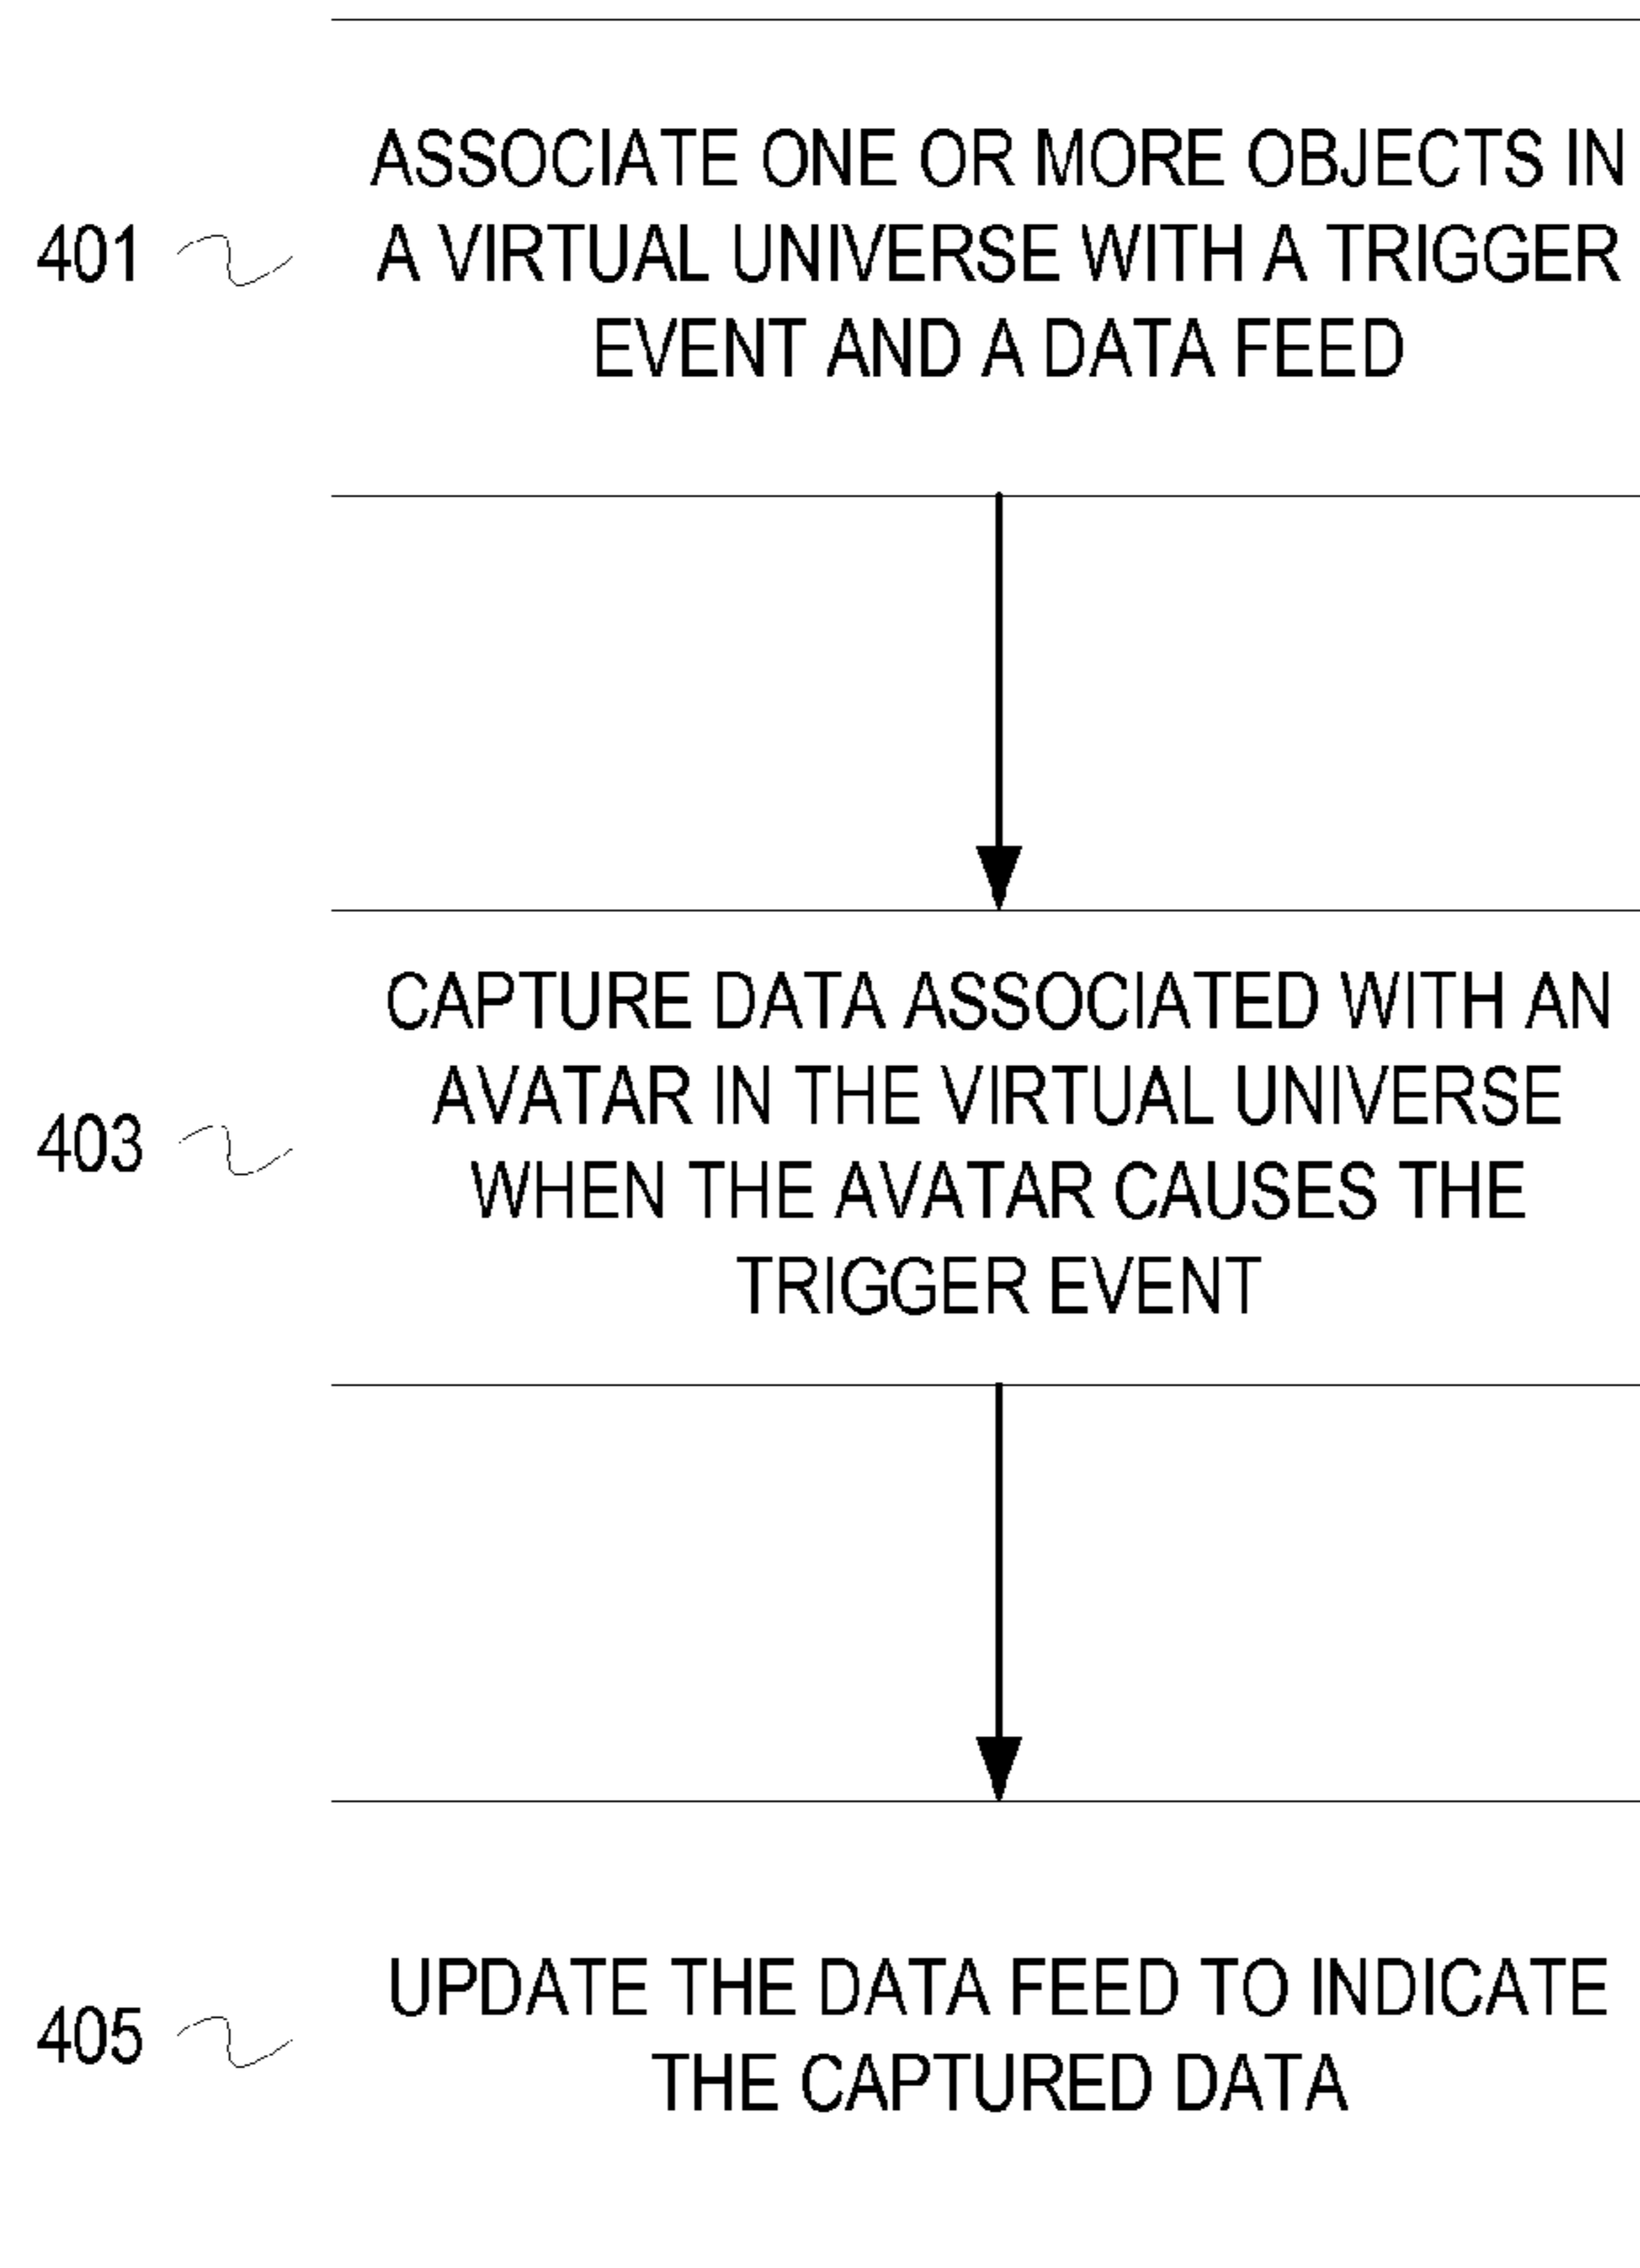 ASSOCIATE ONE OR MORE OBJECTS IN
401 A VIRTUAL UNIVERSE WITH A TRIGGER
EVENT AND A DATA FEED
CAPTURE DATA ASSOCIATED WITH AN
AVATAR IN THE VIRTUAL UNIVERSE
403
WHEN THE AVATAR CAUSES THE
TRIGGER EVENT
UPDATE THE DATA FEED TO INDICATE
405
THE CAPTURED DATA